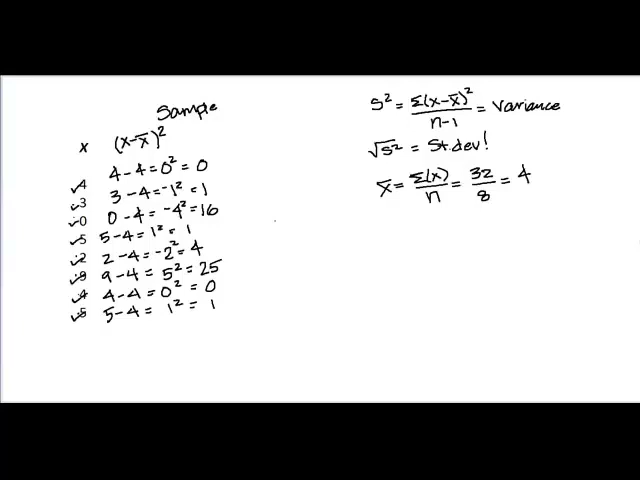 Sample
x (x-x̄)²
4 4-4=0²=0
3 3-4=-1²=1
0 0-4=-4²=16
5 5-4=1²=1
2 2-4=-2²=4
9 9-4=5²=25
4 4-4=0²=0
5 5-4=1²=1
S² = Σ(x-x̄)²/n-1 = Variance
√S² = St.dev!
x̄ = Σ(x)/n = 32/8 = 4